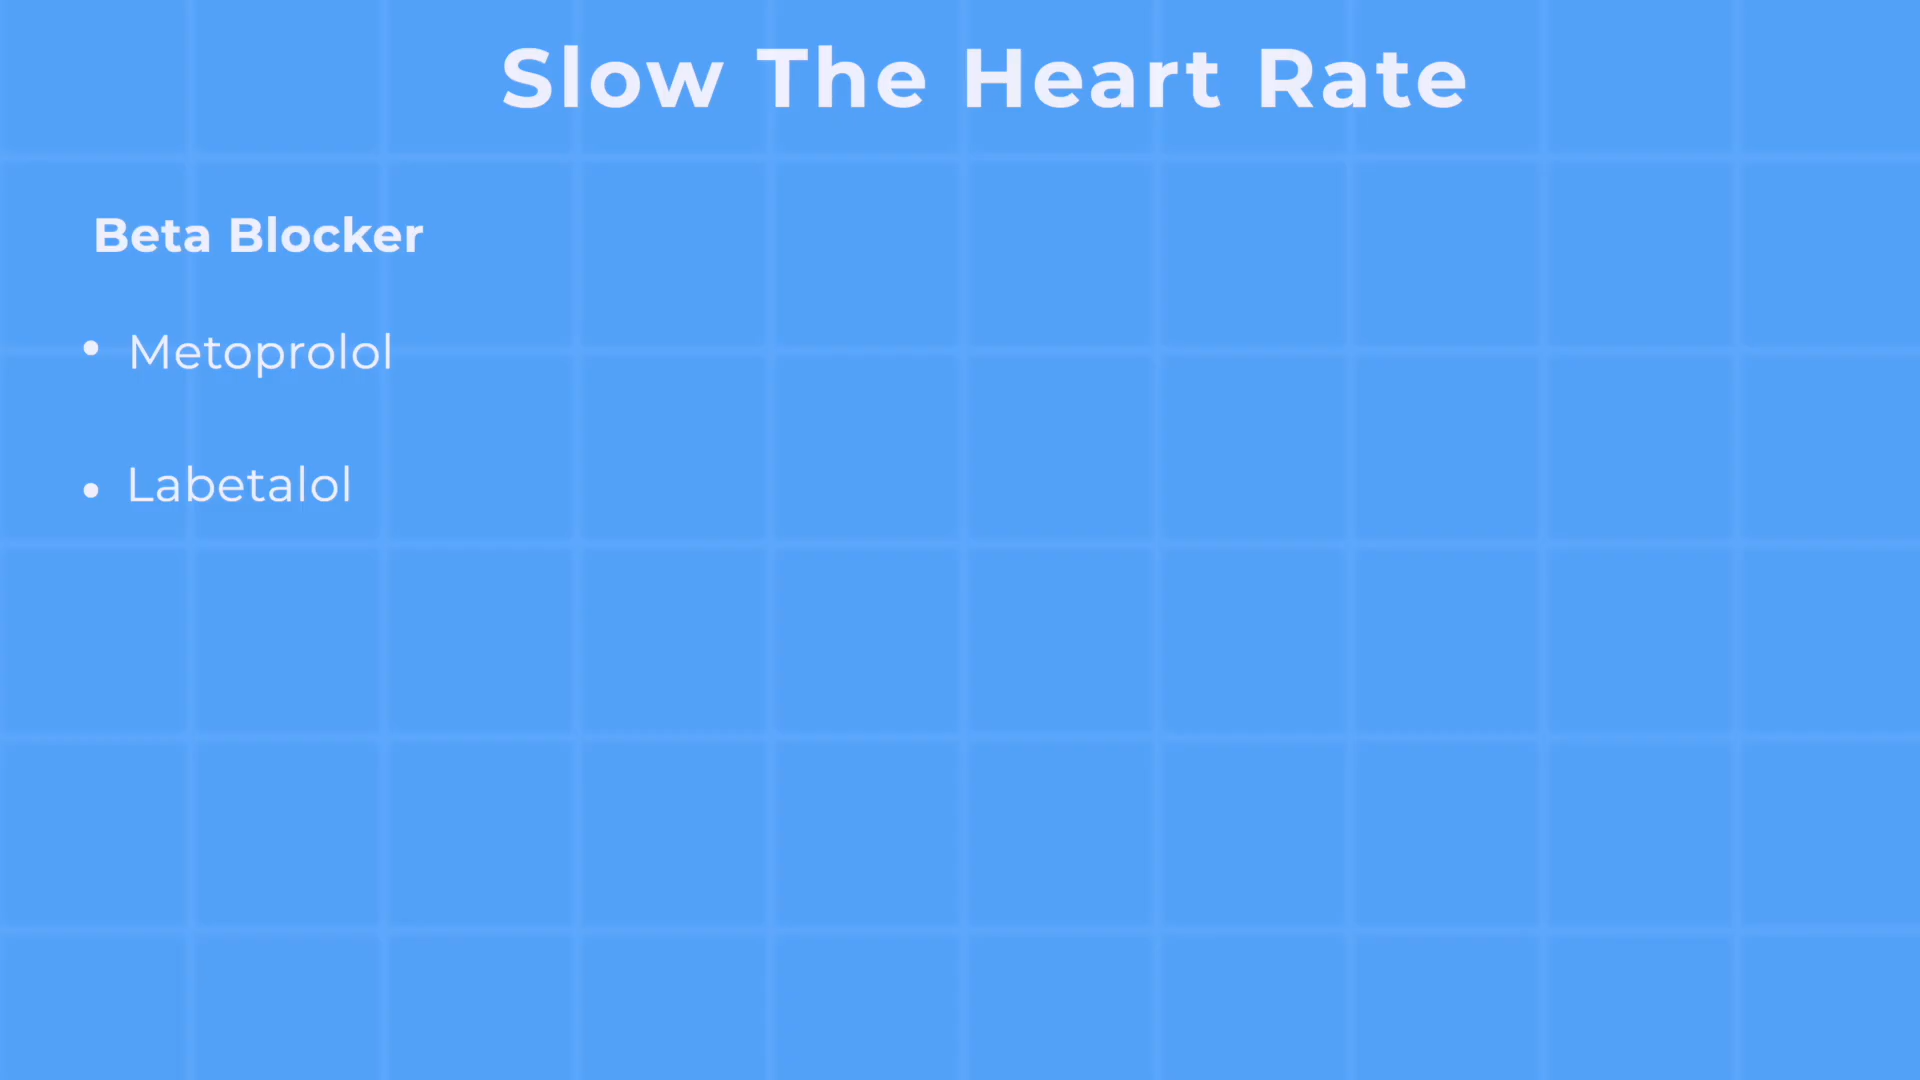 Slow The Heart Rate
Beta Blocker
• Metoprolol
• Labetalol